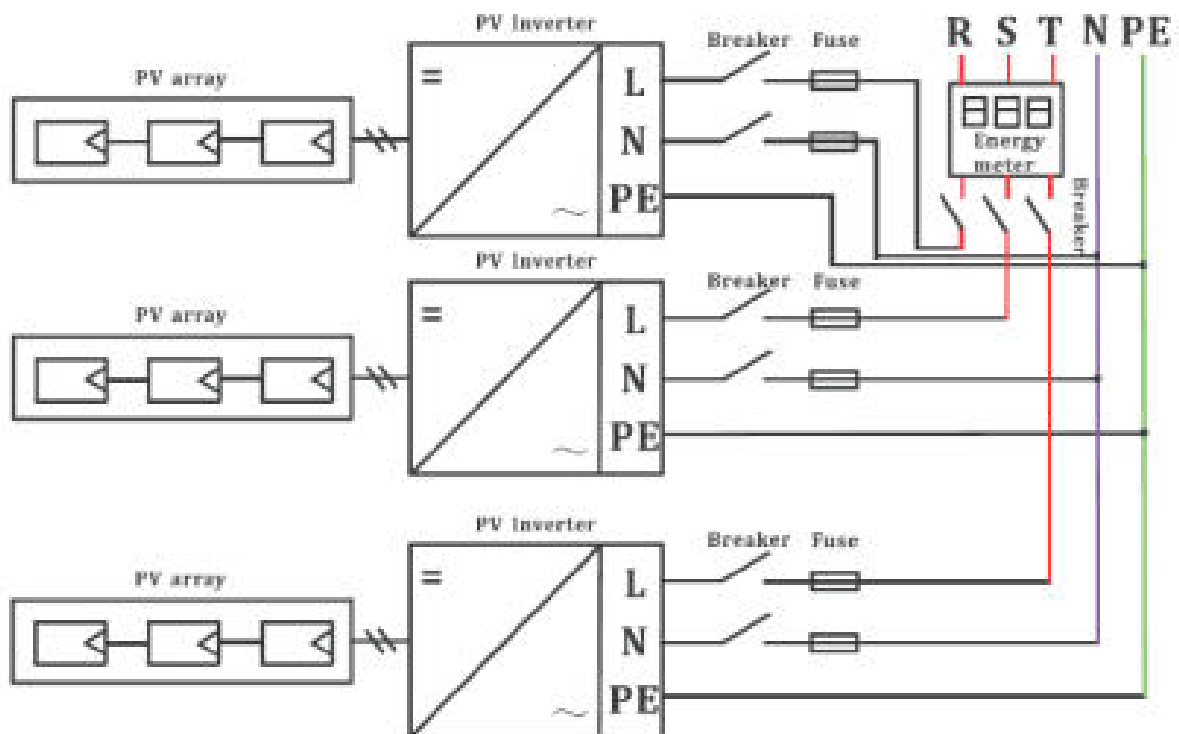 PV Inverter
Breaker Fuse
R S T N PE
PV array
=
L
N
PE
~
Energy
meter
Breaker
PV Inverter
Breaker Fuse
PV array
=
L
N
PE
~
PV Inverter
Breaker Fuse
PV array
=
L
N
PE
~